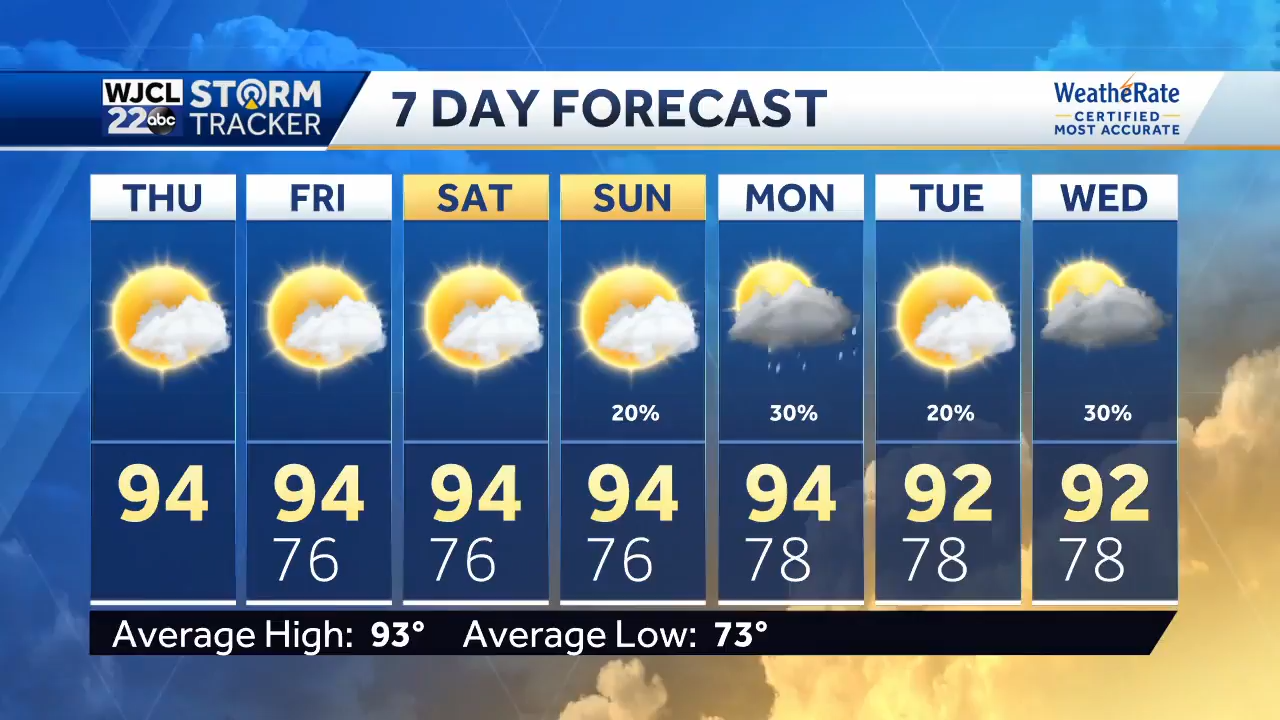 WJCL
22 abc
STORM
TRACKER
7 DAY FORECAST
WeatheRate
CERTIFIED
MOST ACCURATE
THU FRI SAT SUN MON TUE WED
20% 30% 20% 30%
94 94 94 94 94 92 92
76 76 76 78 78 78
Average High: 93° Average Low: 73°